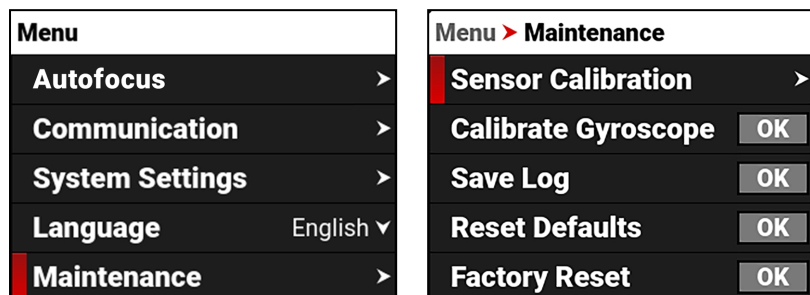 Menu
Autofocus
Communication
System Settings
Language English
Maintenance
Menu Maintenance
Sensor Calibration
Calibrate Gyroscope OK
Save Log OK
Reset Defaults OK
Factory Reset OK